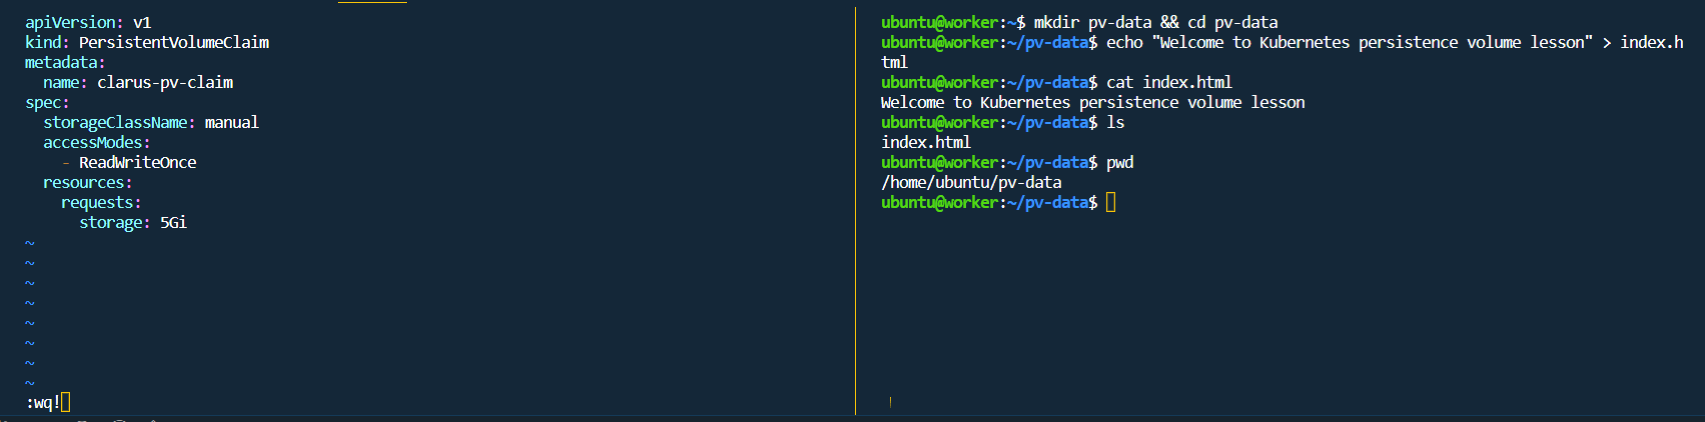 apiVersion: v1
kind: PersistentVolumeClaim
metadata:
  name: clarus-pv-claim
spec:
  storageClassName: manual
  accessModes:
    - ReadWriteOnce
  resources:
    requests:
      storage: 5Gi
~
~
~
~
~
~
~
~
:wq!
ubuntu@worker:~$ mkdir pv-data && cd pv-data
ubuntu@worker:~/pv-data$ echo "Welcome to Kubernetes persistence volume lesson" > index.h
tml
ubuntu@worker:~/pv-data$ cat index.html
Welcome to Kubernetes persistence volume lesson
ubuntu@worker:~/pv-data$ ls
index.html
ubuntu@worker:~/pv-data$ pwd
/home/ubuntu/pv-data
ubuntu@worker:~/pv-data$